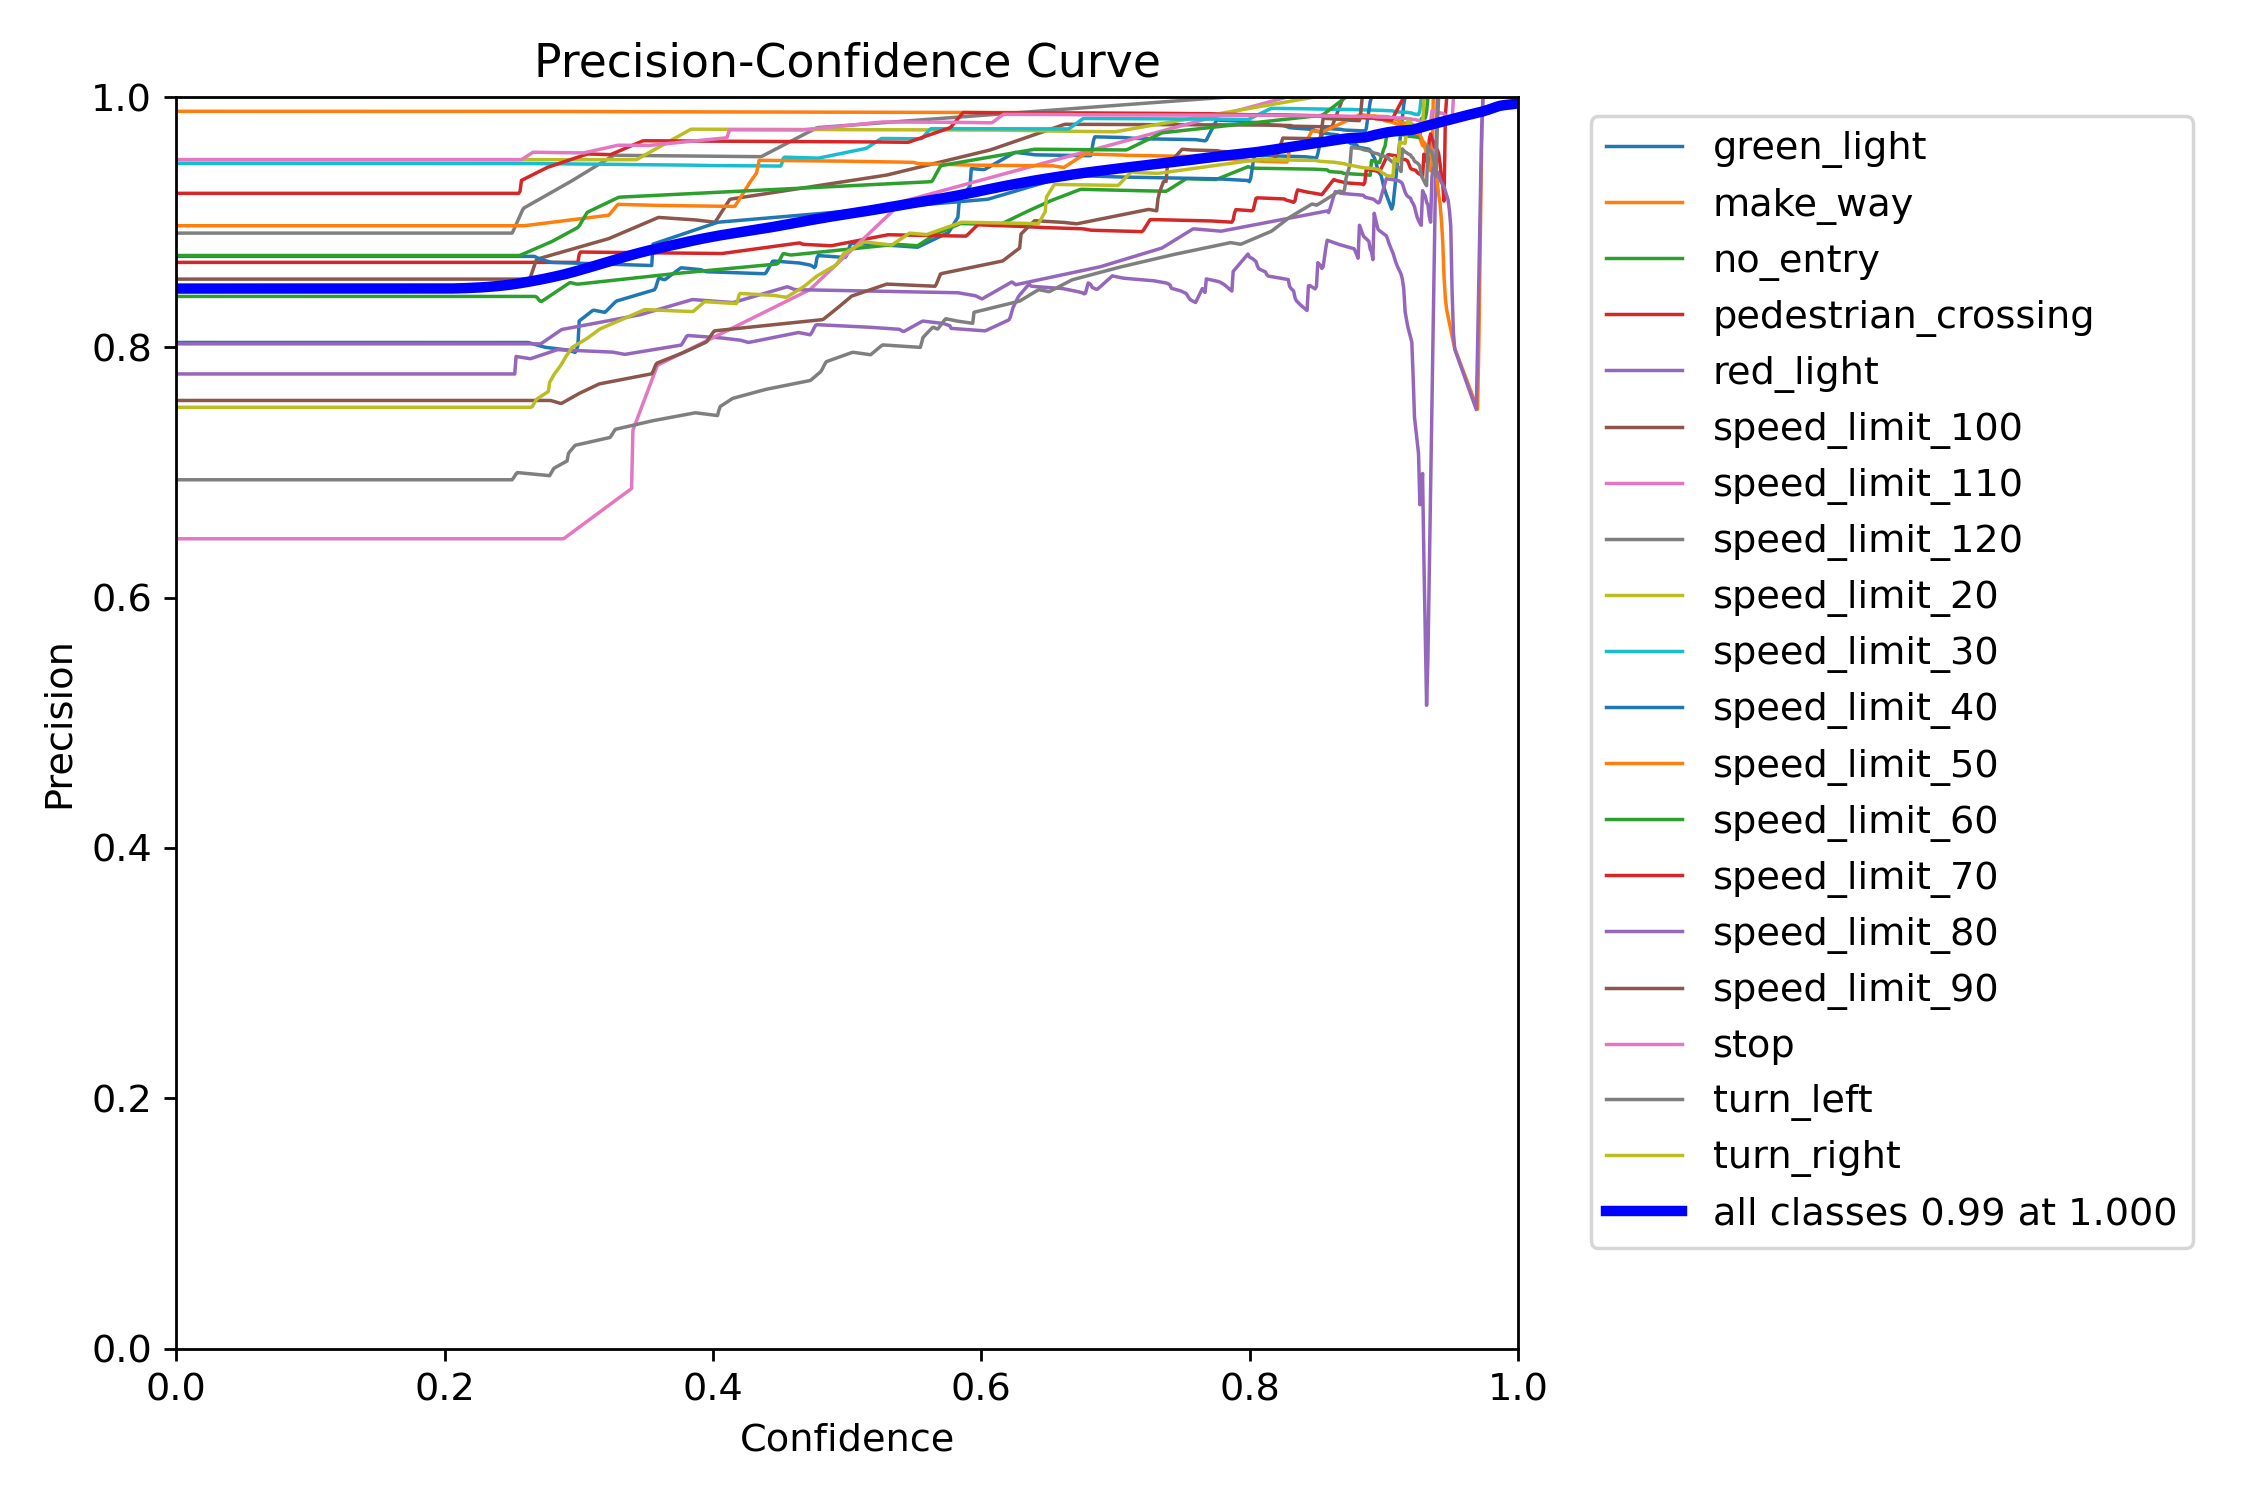 Precision-Confidence Curve
1.0
0.8
0.6
0.4
0.2
0.0
Precision
0.0 0.2 0.4 0.6 0.8 1.0
Confidence
green_light
make_way
no_entry
pedestrian_crossing
red_light
speed_limit_100
speed_limit_110
speed_limit_120
speed_limit_20
speed_limit_30
speed_limit_40
speed_limit_50
speed_limit_60
speed_limit_70
speed_limit_80
speed_limit_90
stop
turn_left
turn_right
all classes 0.99 at 1.000